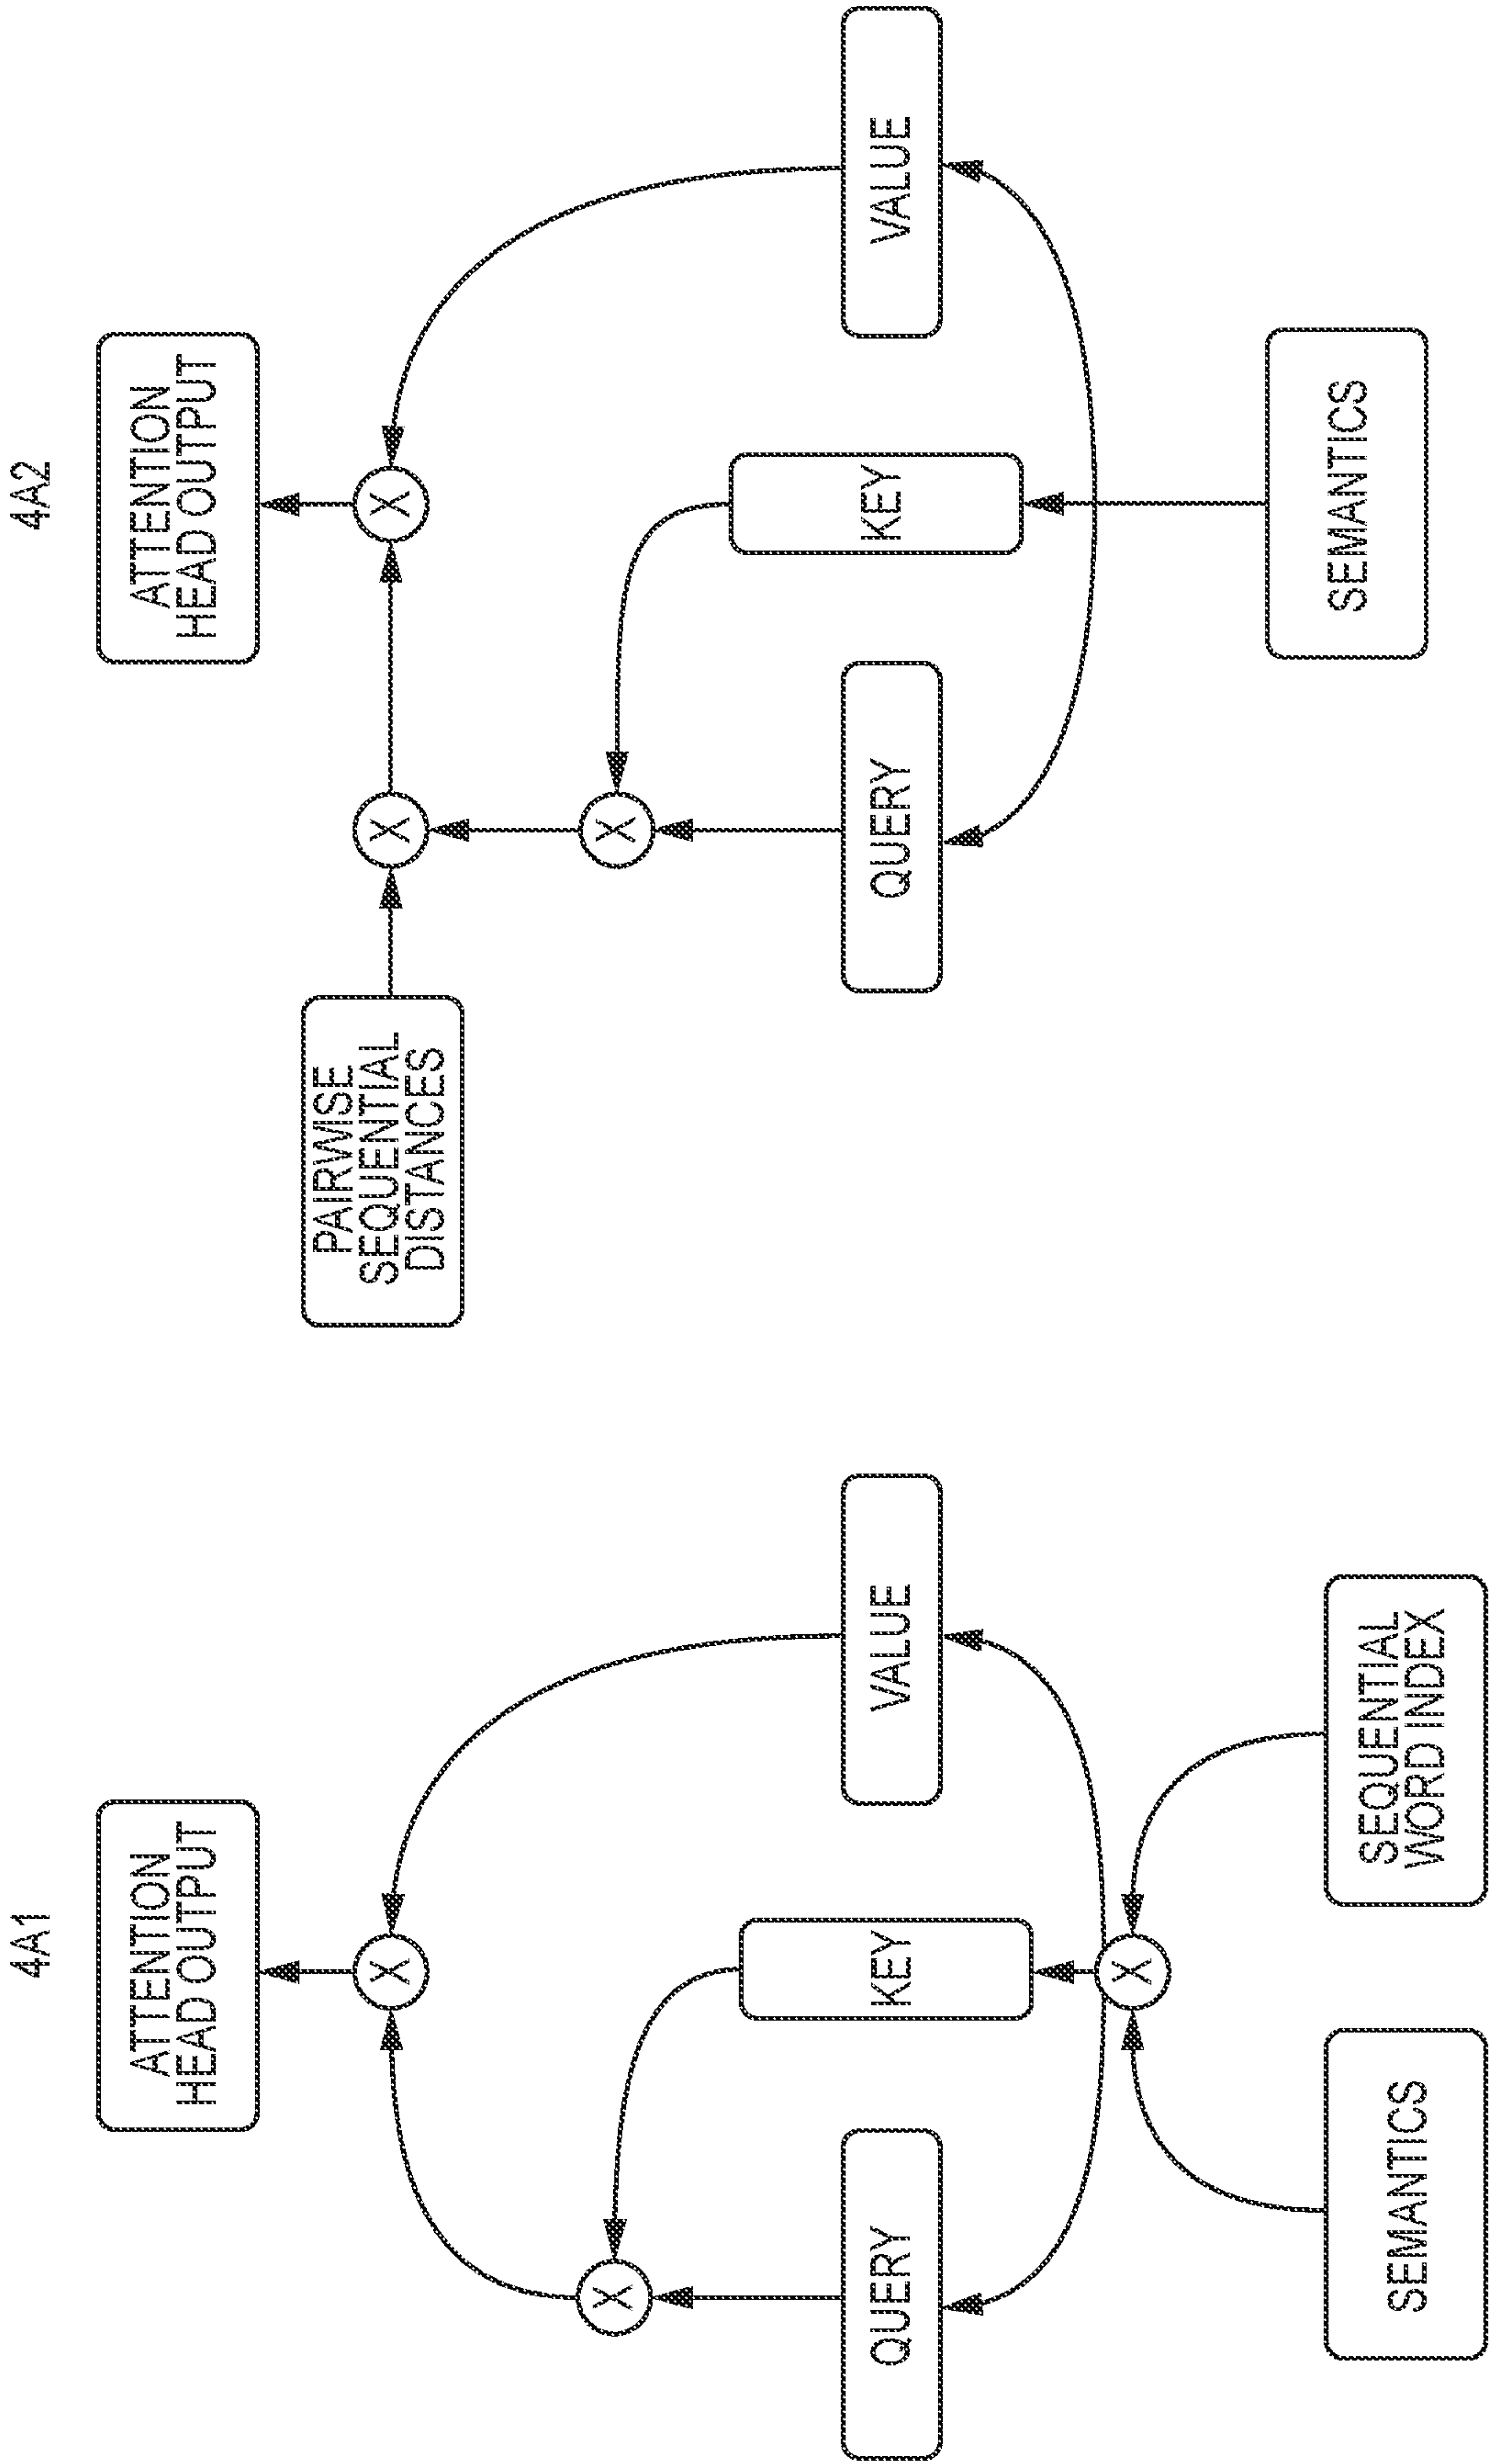 4A1
ATTENTION
HEAD OUTPUT
X
X
QUERY
KEY
VALUE
X
SEMANTICS
SEQUENTIAL
WORD INDEX
4A2
ATTENTION
HEAD OUTPUT
PAIRWISE
SEQUENTIAL
DISTANCES
X
X
X
QUERY
KEY
VALUE
SEMANTICS